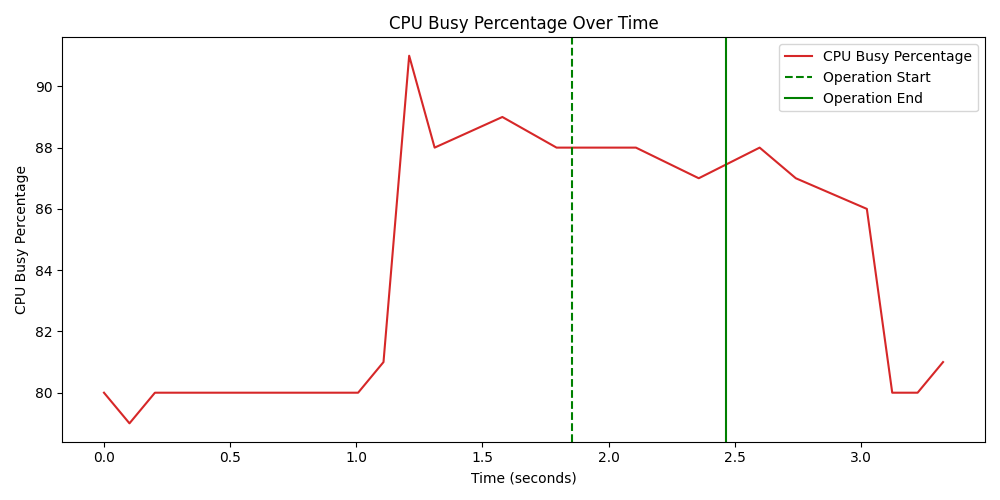 CPU Busy Percentage Over Time
CPU Busy Percentage
Operation Start
Operation End
CPU Busy Percentage
90
88
86
84
82
80
0.0 0.5 1.0 1.5 2.0 2.5 3.0
Time (seconds)